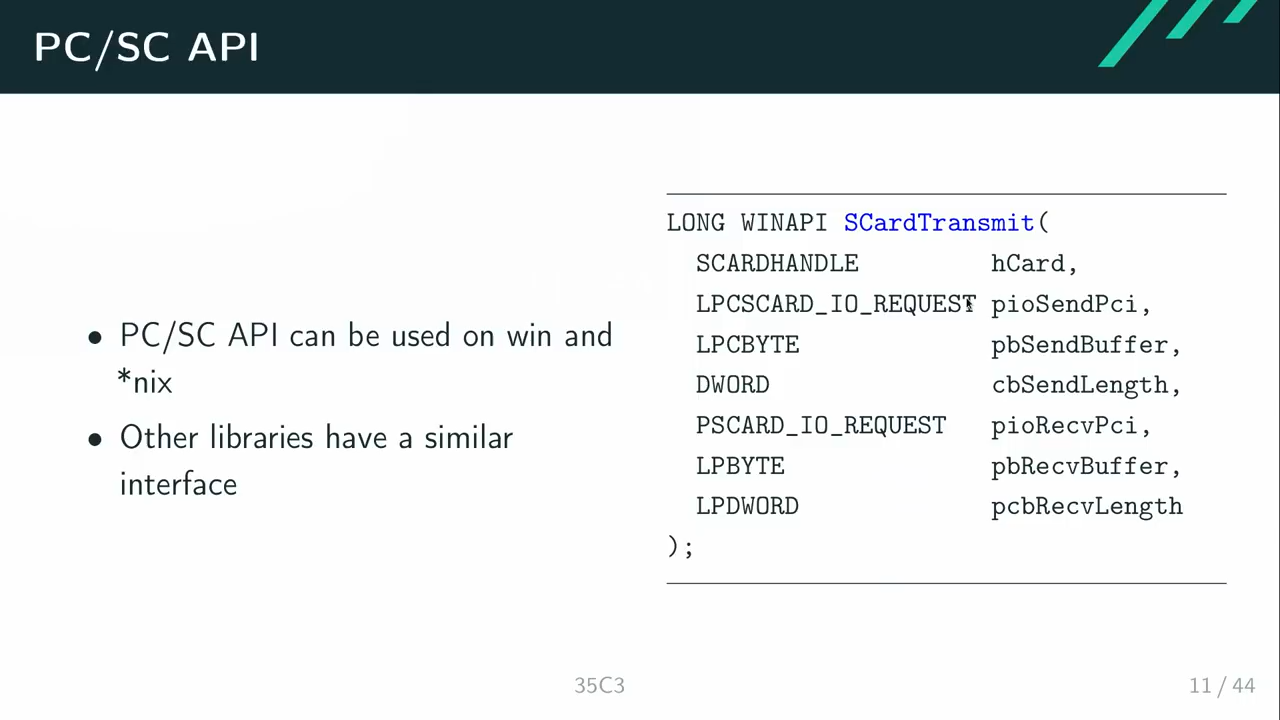 PC/SC API
• PC/SC API can be used on win and
*nix
• Other libraries have a similar
interface
LONG WINAPI SCardTransmit(
  SCARDHANDLE         hCard,
  LPCSCARD_IO_REQUEST pioSendPci,
  LPCBYTE             pbSendBuffer,
  DWORD               cbSendLength,
  PSCARD_IO_REQUEST   pioRecvPci,
  LPBYTE              pbRecvBuffer,
  LPDWORD             pcbRecvLength
);
35C3
11 / 44